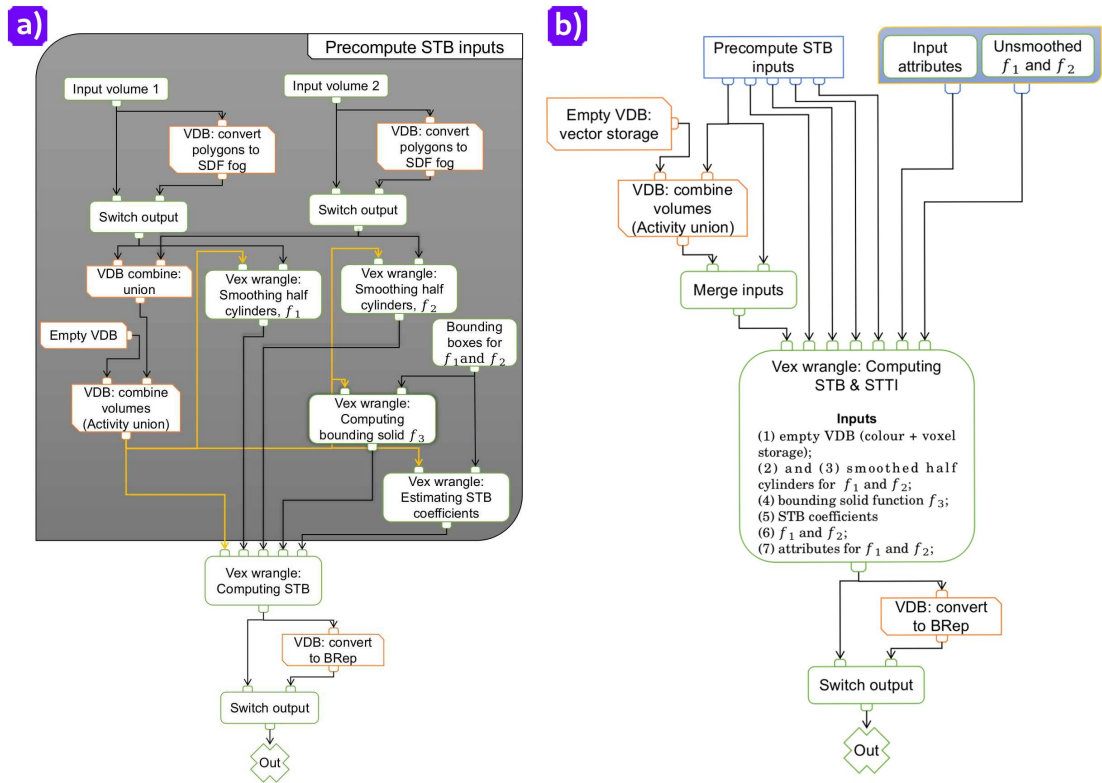 a)
Precompute STB inputs
Input volume 1
Input volume 2
VDB: convert
polygons to
SDF fog
VDB: convert
polygons to
SDF fog
Switch output
Switch output
VDB combine:
union
Vex wrangle:
Smoothing half
cylinders, f₁
Vex wrangle:
Smoothing half
cylinders, f₂
Empty VDB
Bounding
boxes for
f₁and f₂
VDB: combine
volumes
(Activity union)
Vex wrangle:
Computing
bounding solid f₃
Vex wrangle:
Estimating STB
coefficients
Vex wrangle:
Computing STB
VDB: convert
to BRep
Switch output
Out
b)
Precompute STB
inputs
Input
attributes
Unsmoothed
f₁ and f₂
Empty VDB:
vector storage
VDB: combine
volumes
(Activity union)
Merge inputs
Vex wrangle: Computing
STB & STTI
Inputs
(1) empty VDB (colour + voxel
storage);
(2) and (3) smoothed half
cylinders for f₁ and f₂;
(4) bounding solid function f₃;
(5) STB coefficients
(6) f₁ and f₂;
(7) attributes for f₁ and f₂;
VDB: convert
to BRep
Switch output
Out